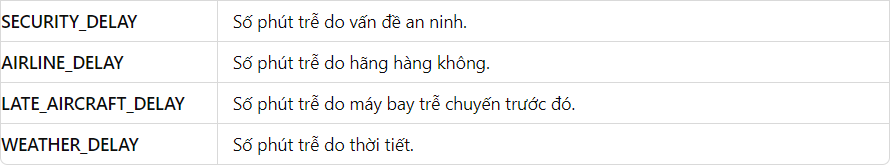 SECURITY_DELAY Số phút trễ do vấn đề an ninh.
AIRLINE_DELAY Số phút trễ do hãng hàng không.
LATE_AIRCRAFT_DELAY Số phút trễ do máy bay trễ chuyến trước đó.
WEATHER_DELAY Số phút trễ do thời tiết.